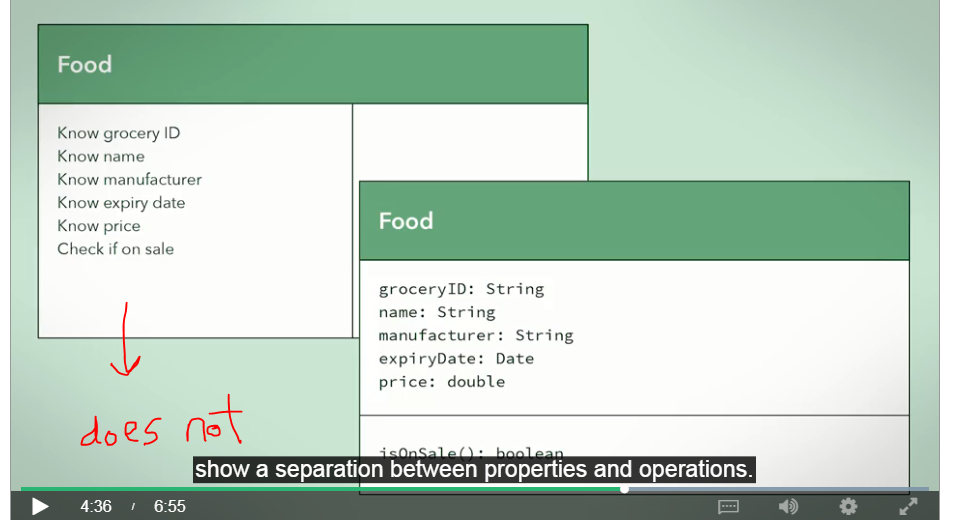 Food
Know grocery ID
Know name
Know manufacturer
Know expiry date
Know price
Check if on sale
Food
groceryID: String
name: String
manufacturer: String
expiryDate: Date
price: double
isOnSale(): boolean
does not
show a separation between properties and operations.
4:36 / 6:55